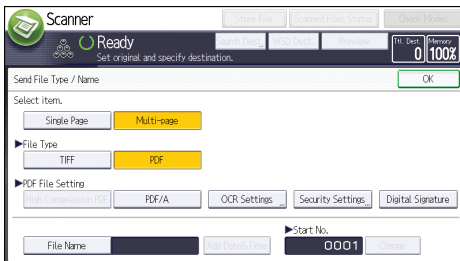 Scanner
Store File
Scanned Files Status
Check Modes
Ready
Search Dest.
WSD Dest.
Preview
Ttl. Dest.
0
Memory
100%
Set original and specify destination.
Send File Type / Name
OK
Select item.
Single Page
Multi-page
►File Type
TIFF
PDF
►PDF File Setting
High Compression PDF
PDF/A
OCR Settings
Security Settings
Digital Signature
►Start No.
File Name
Add Date&Time
0001
Change